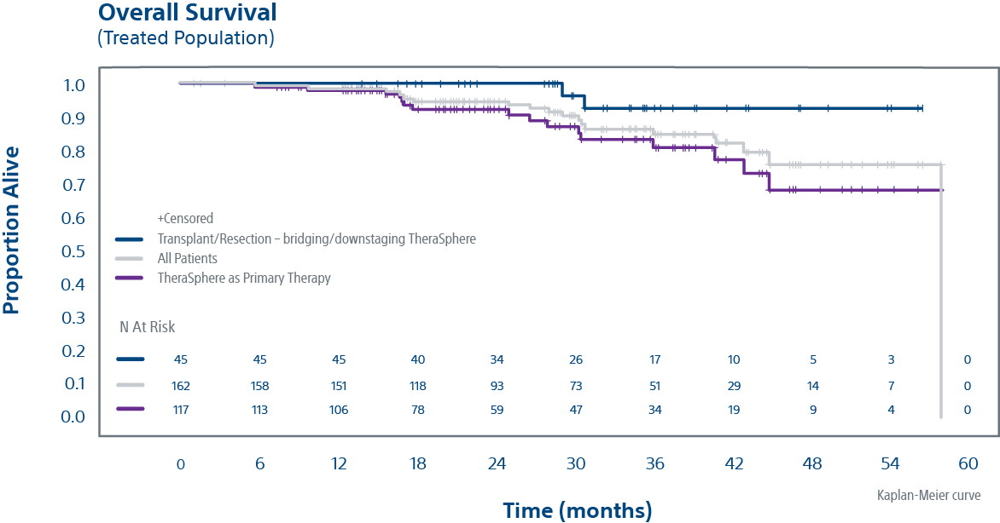 Overall Survival
(Treated Population)
Proportion Alive
1.0
0.9
0.8
0.7
0.6
0.5
0.4
0.3
0.2
0.1
0.0
+Censored
Transplant/Resection – bridging/downstaging TheraSphere
All Patients
TheraSphere as Primary Therapy
N At Risk
45 45 45 40 34 26 17 10 5 3 0
162 158 151 118 93 73 51 29 14 7 0
117 113 106 78 59 47 34 19 9 4 0
0 6 12 18 24 30 36 42 48 54 60
Kaplan-Meier curve
Time (months)